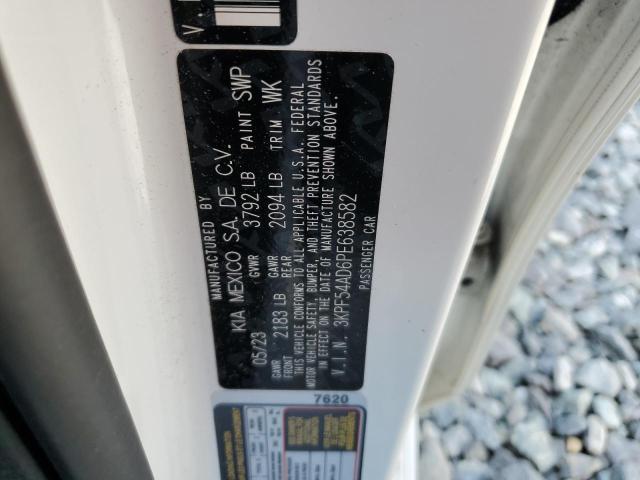 V.I
MANUFACTURED BY
KIA MEXICO S.A. DE C.V.
05/23 GVWR 3792 LB PAINT SWP
GAWR FRONT 2183 LB GAWR REAR 2094 LB TRIM WK
THIS VEHICLE CONFORMS TO ALL APPLICABLE U.S.A. FEDERAL
MOTOR VEHICLE SAFETY, BUMPER, AND THEFT PREVENTION STANDARDS
IN EFFECT ON THE DATE OF MANUFACTURE SHOWN ABOVE.
V.I.N. 3KPF54AD6PE638582
PASSENGER CAR
7620